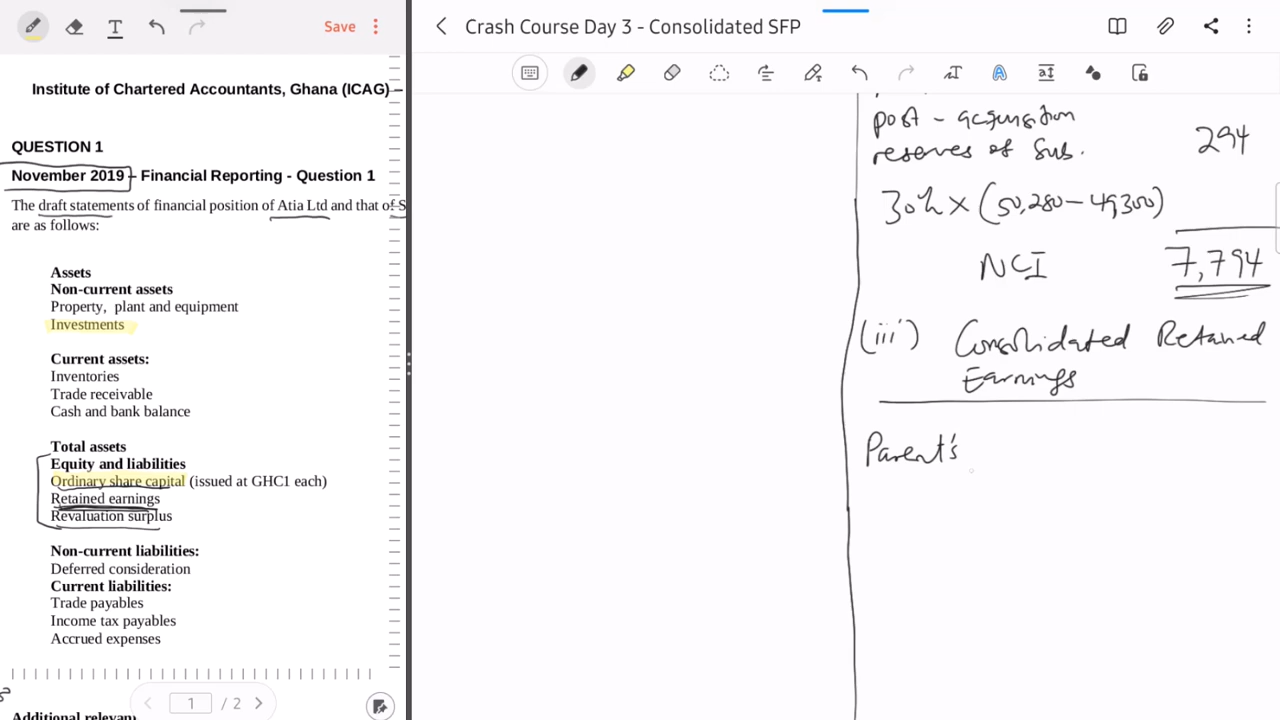 Save
Institute of Chartered Accountants, Ghana (ICAG) –
QUESTION 1
November 2019 – Financial Reporting - Question 1
The draft statements of financial position of Atia Ltd and that of S
are as follows:
Assets
Non-current assets
Property, plant and equipment
Investments
Current assets:
Inventories
Trade receivable
Cash and bank balance
Total assets
Equity and liabilities
Ordinary share capital (issued at GHC1 each)
Retained earnings
Revaluation surplus
Non-current liabilities:
Deferred consideration
Current liabilities:
Trade payables
Income tax payables
Accrued expenses
1 / 2
Additional relevan
Crash Course Day 3 - Consolidated SFP
post - acquisition
reserves of Sub. 294
30% × (50,280 - 49,300)
NCI 7,794
(iii) Consolidated Retained
Earnings
Parent's